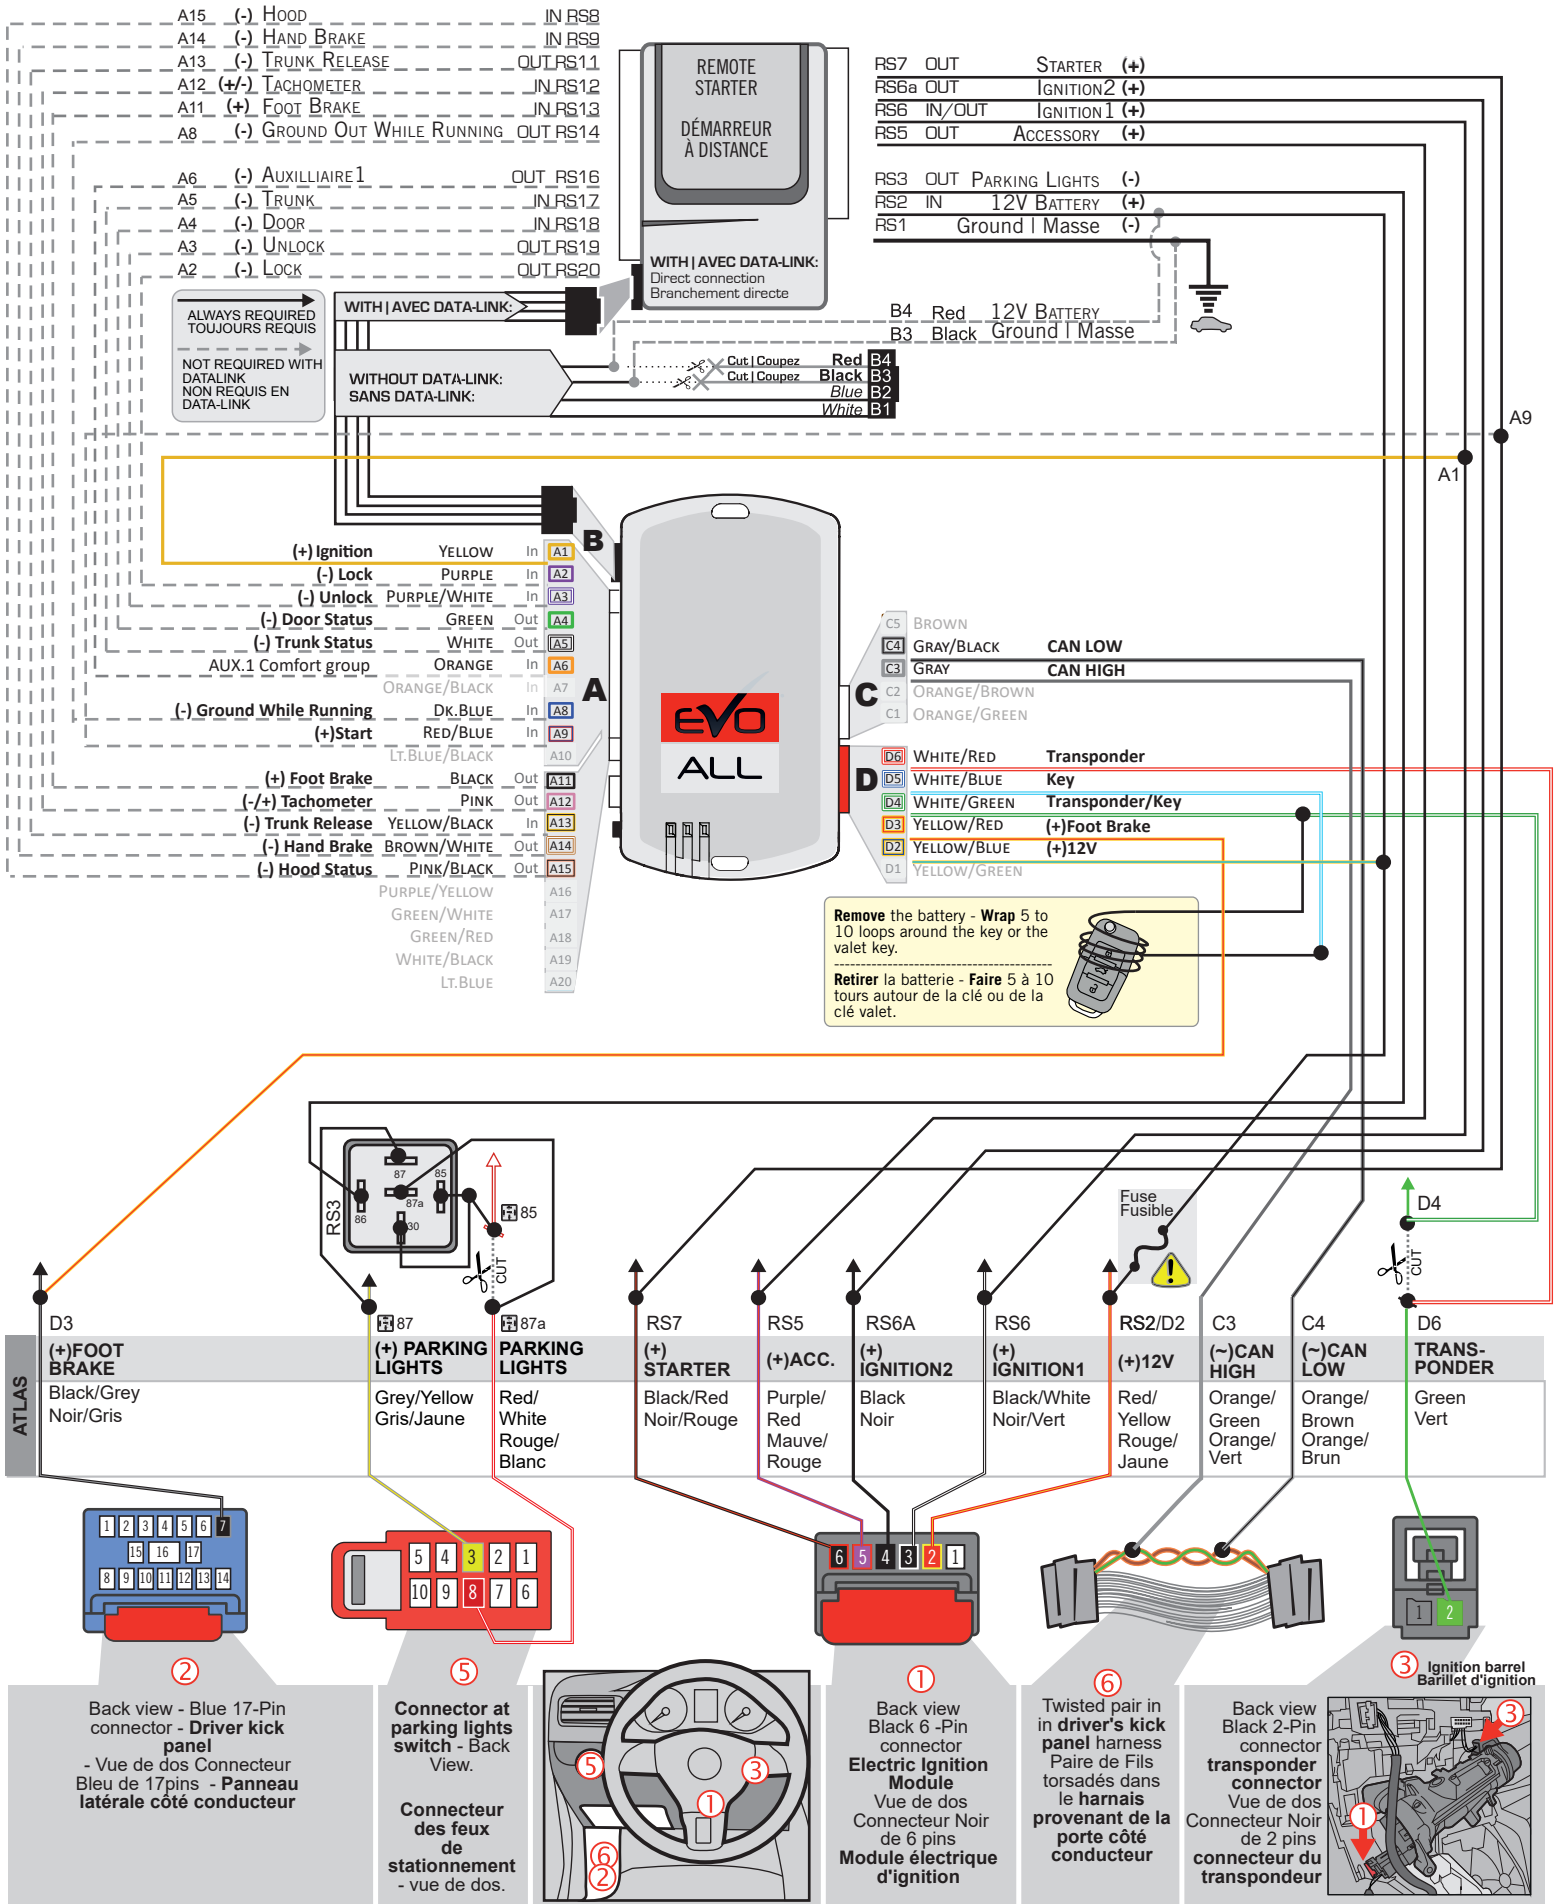 A15 (-) HOOD IN RS8
A14 (-) HAND BRAKE IN RS9
A13 (-) TRUNK RELEASE OUT RS11
A12 (+/-) TACHOMETER IN RS12
A11 (+) FOOT BRAKE IN RS13
A8 (-) GROUND OUT WHILE RUNNING OUT RS14
A6 (-) AUXILLIAIRE1 OUT RS16
A5 (-) TRUNK IN RS17
A4 (-) DOOR IN RS18
A3 (-) UNLOCK OUT RS19
A2 (-) LOCK OUT RS20
REMOTE
STARTER
DÉMARREUR
À DISTANCE
WITH | AVEC DATA-LINK:
Direct connection
Branchement directe
RS7 OUT STARTER (+)
RS6a OUT IGNITION2 (+)
RS6 IN/OUT IGNITION1 (+)
RS5 OUT ACCESSORY (+)
RS3 OUT PARKING LIGHTS (-)
RS2 IN 12V BATTERY (+)
RS1 Ground | Masse (-)
ALWAYS REQUIRED
TOUJOURS REQUIS
NOT REQUIRED WITH
DATALINK
NON REQUIS EN
DATA-LINK
WITH | AVEC DATA-LINK:
WITHOUT DATA-LINK:
SANS DATA-LINK:
B4 Red 12V BATTERY
B3 Black Ground | Masse
Cut | Coupez Red B4
Cut | Coupez Black B3
Blue B2
White B1
A9
A1
B
A
(+) Ignition YELLOW In A1
(-) Lock PURPLE In A2
(-) Unlock PURPLE/WHITE In A3
(-) Door Status GREEN Out A4
(-) Trunk Status WHITE Out A5
AUX.1 Comfort group ORANGE In A6
ORANGE/BLACK In A7
(-) Ground While Running DK.BLUE In A8
(+)Start RED/BLUE In A9
LT.BLUE/BLACK A10
(+) Foot Brake BLACK Out A11
(-/+) Tachometer PINK Out A12
(-) Trunk Release YELLOW/BLACK In A13
(-) Hand Brake BROWN/WHITE Out A14
(-) Hood Status PINK/BLACK Out A15
PURPLE/YELLOW A16
GREEN/WHITE A17
GREEN/RED A18
WHITE/BLACK A19
LT.BLUE A20
EVO
ALL
C
C5 BROWN
C4 GRAY/BLACK CAN LOW
C3 GRAY CAN HIGH
C2 ORANGE/BROWN
C1 ORANGE/GREEN
D
D6 WHITE/RED Transponder
D5 WHITE/BLUE Key
D4 WHITE/GREEN Transponder/Key
D3 YELLOW/RED (+)Foot Brake
D2 YELLOW/BLUE (+)12V
D1 YELLOW/GREEN
Remove the battery - Wrap 5 to
10 loops around the key or the
valet key.
Retirer la batterie - Faire 5 à 10
tours autour de la clé ou de la
clé valet.
RS3
87
87a
85
86
30
85
CUT
Fuse
Fusible
D4
CUT
ATLAS
D3
(+)FOOT
BRAKE
Black/Grey
Noir/Gris
87
(+) PARKING
LIGHTS
Grey/Yellow
Gris/Jaune
87a
PARKING
LIGHTS
Red/
White
Rouge/
Blanc
RS7
(+)
STARTER
Black/Red
Noir/Rouge
RS5
(+)ACC.
Purple/
Red
Mauve/
Rouge
RS6A
(+)
IGNITION2
Black
Noir
RS6
(+)
IGNITION1
Black/White
Noir/Vert
RS2/D2
(+)12V
Red/
Yellow
Rouge/
Jaune
C3
(~)CAN
HIGH
Orange/
Green
Orange/
Vert
C4
(~)CAN
LOW
Orange/
Brown
Orange/
Brun
D6
TRANS-
PONDER
Green
Vert
1 2 3 4 5 6 7
15 16 17
8 9 10 11 12 13 14
5 4 3 2 1
10 9 8 7 6
6 5 4 3 2 1
1 2
2
Back view - Blue 17-Pin
connector - Driver kick
panel
- Vue de dos Connecteur
Bleu de 17pins - Panneau
latérale côté conducteur
5
Connector at
parking lights
switch - Back
View.
Connecteur
des feux
de
stationnement
- vue de dos.
5
3
1
6
2
1
Back view
Black 6 -Pin
connector
Electric Ignition
Module
Vue de dos
Connecteur Noir
de 6 pins
Module électrique
d'ignition
6
Twisted pair in
in driver's kick
panel harness
Paire de Fils
torsadés dans
le harnais
provenant de la
porte côté
conducteur
3 Ignition barrel
Barillet d'ignition
Back view
Black 2-Pin
connector
transponder
connector
Vue de dos
Connecteur Noir
de 2 pins
connecteur du
transpondeur
3
1